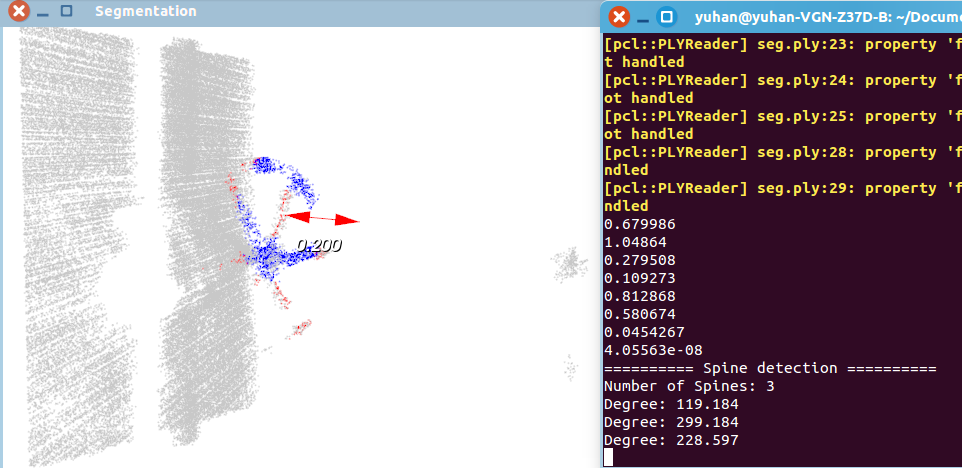 Segmentation
0.200
yuhan@yuhan-VGN-Z37D-B: ~/Docume
[pcl::PLYReader] seg.ply:23: property 'f
t handled
[pcl::PLYReader] seg.ply:24: property 'f
ot handled
[pcl::PLYReader] seg.ply:25: property 'f
ot handled
[pcl::PLYReader] seg.ply:28: property 'f
ndled
[pcl::PLYReader] seg.ply:29: property 'f
ndled
0.679986
1.04864
0.279508
0.109273
0.812868
0.580674
0.0454267
4.05563e-08
========== Spine detection ==========
Number of Spines: 3
Degree: 119.184
Degree: 299.184
Degree: 228.597